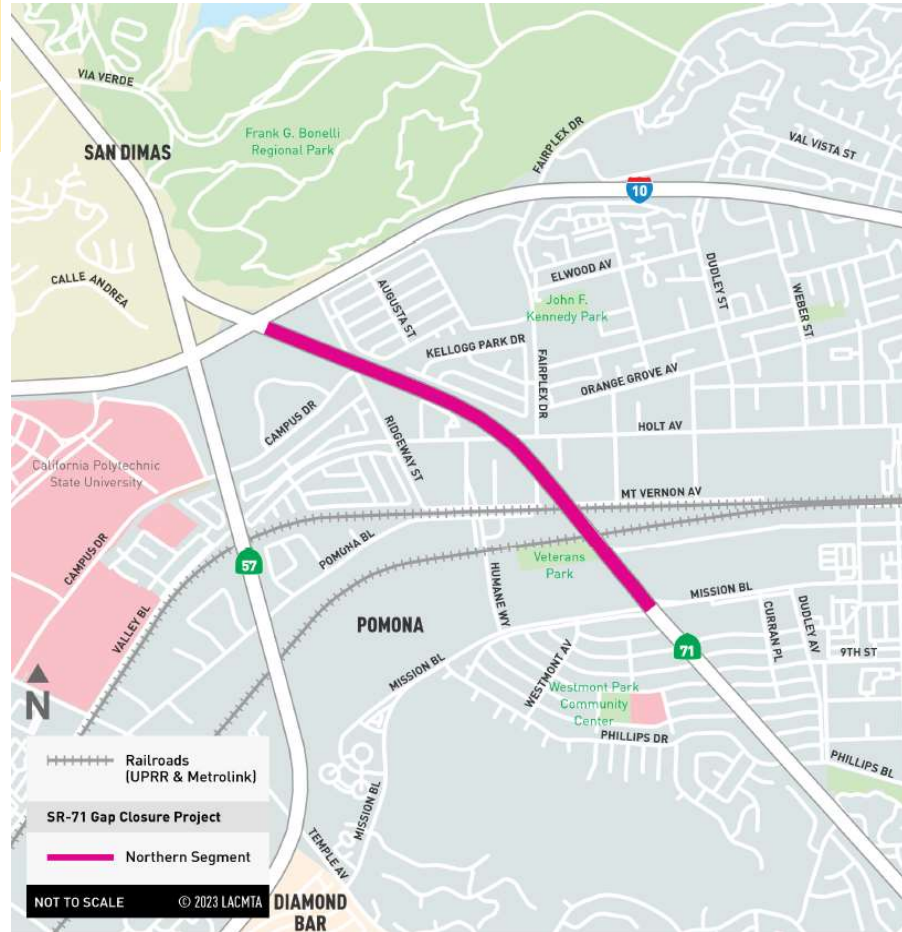 VIA VERDE
SAN DIMAS
Frank G. Bonelli
Regional Park
FAIRPLEX DR
VAL VISTA ST
10
CALLE ANDREA
AUGUSTA ST
ELWOOD AV
DUDLEY ST
WEBER ST
John F.
Kennedy Park
KELLOGG PARK DR
FAIRPLEX DR
ORANGE GROVE AV
CAMPUS DR
RIDGEWAY ST
HOLT AV
California Polytechnic
State University
MT VERNON AV
CAMPUS DR
57
POMONA BL
Veterans
Park
VALLEY BL
HUMANE WY
MISSION BL
POMONA
CURRAN PL
DUDLEY AV
71
9TH ST
MISSION BL
WESTMONT AV
Westmont Park
Community
Center
PHILLIPS DR
PHILLIPS BL
N
MISSION BL
TEMPLE AV
DIAMOND
BAR
Railroads
(UPRR & Metrolink)
SR-71 Gap Closure Project
Northern Segment
NOT TO SCALE
© 2023 LACMTA